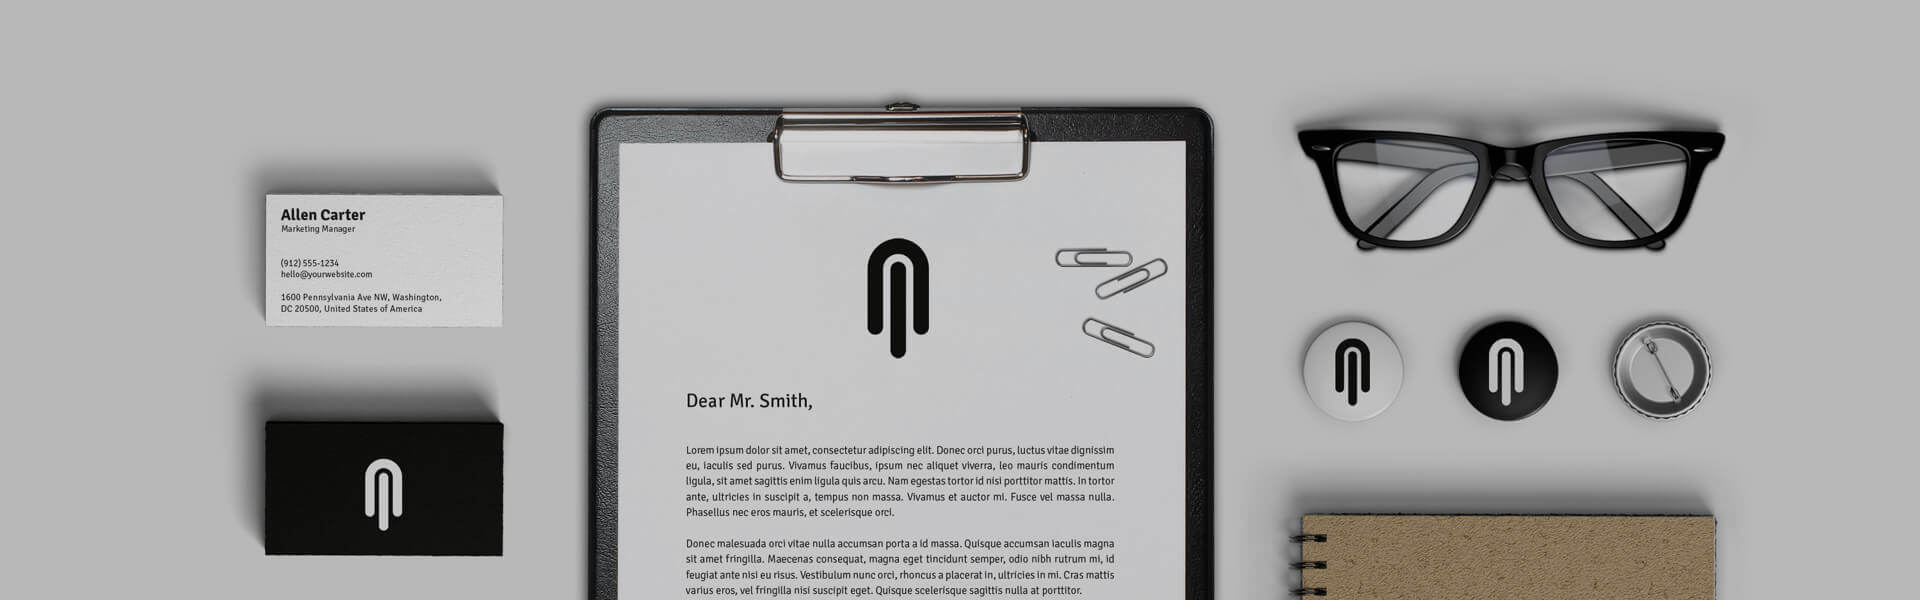 Allen Carter
Marketing Manager
(912) 555-1234
hello@yourwebsite.com
1600 Pennsylvania Ave NW, Washington,
DC 20500, United States of America
Dear Mr. Smith,
Lorem ipsum dolor sit amet, consectetur adipiscing elit. Donec orci purus, luctus vitae dignissim
eu, iaculis sed purus. Vivamus faucibus, ipsum nec aliquet viverra, leo mauris condimentum
ligula, sit amet sagittis enim ligula quis arcu. Nam egestas tortor id nisi porttitor mattis. In tortor
ante, ultricies in suscipit a, tempus non massa. Vivamus et auctor mi. Fusce vel massa nulla.
Phasellus nec eros mauris, et scelerisque orci.
Donec malesuada orci vitae nulla accumsan porta a id massa. Quisque accumsan iaculis magna
sit amet fringilla. Maecenas consequat, magna eget tincidunt semper, odio nibh rutrum mi, id
feugiat ante nisi eu risus. Vestibulum nunc orci, rhoncus a placerat in, ultricies in mi. Cras mattis
varius eros, vel fringilla nisi suscipit eget. Quisque scelerisque sagittis nulla at porttitor.